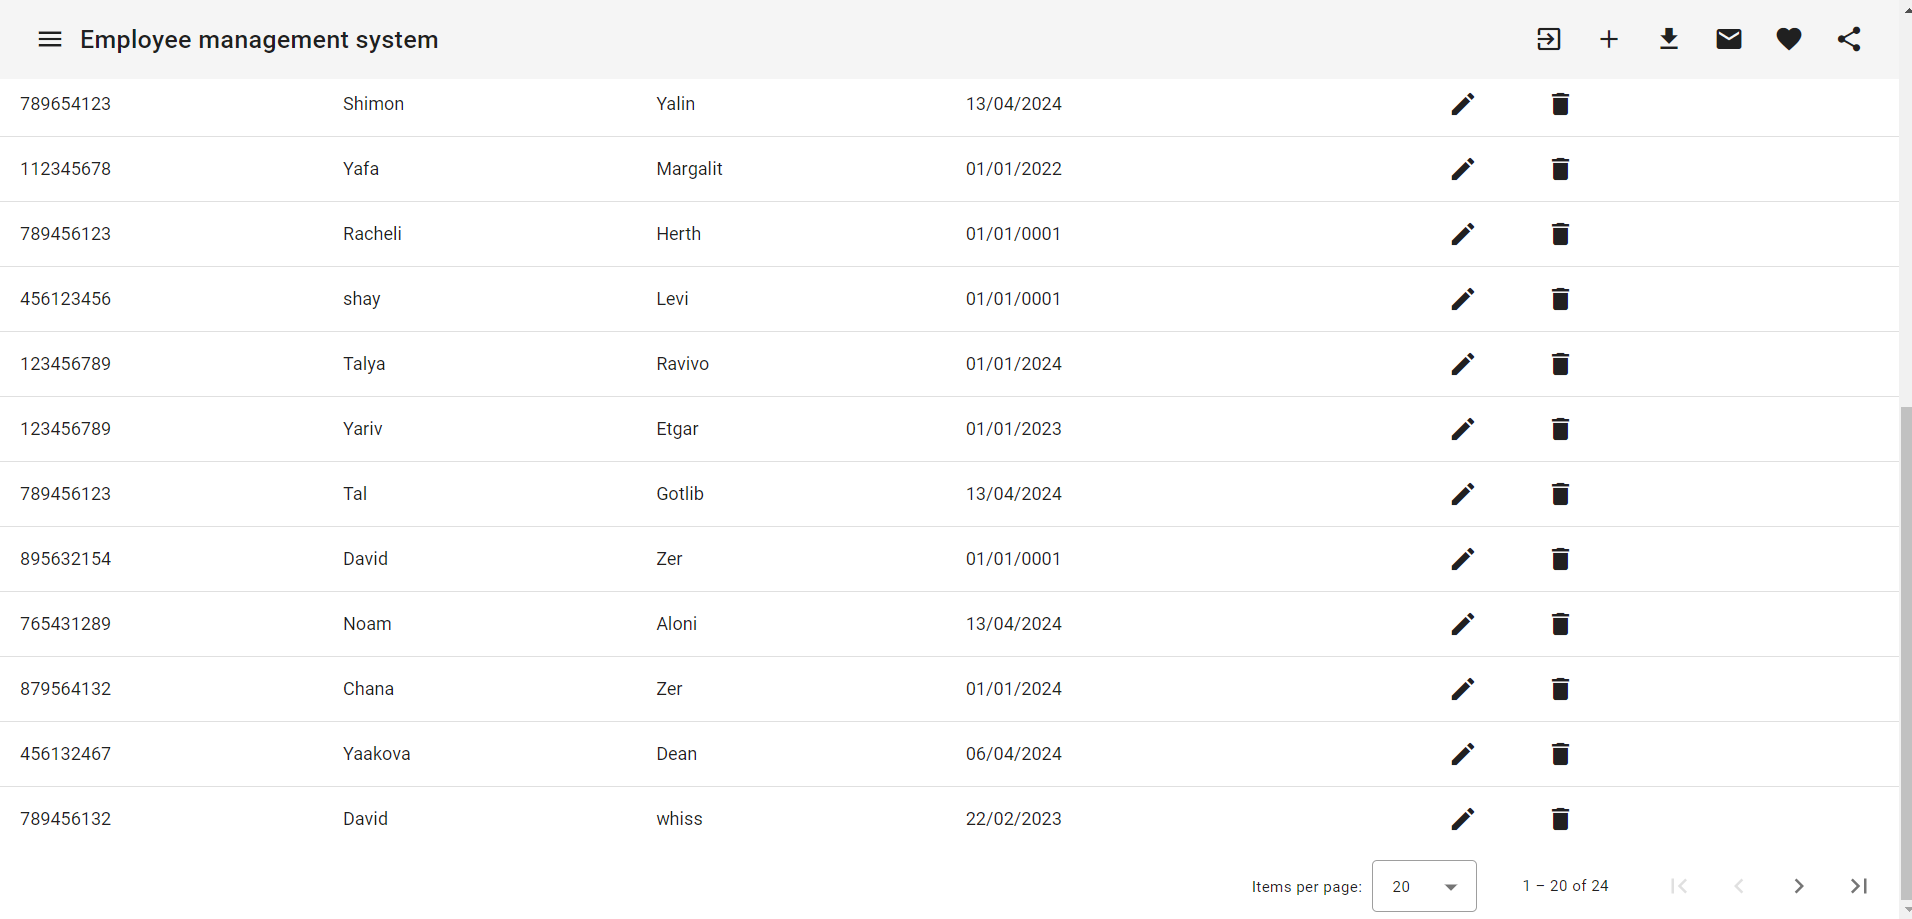 Employee management system
789654123 Shimon Yalin 13/04/2024
112345678 Yafa Margalit 01/01/2022
789456123 Racheli Herth 01/01/0001
456123456 shay Levi 01/01/0001
123456789 Talya Ravivo 01/01/2024
123456789 Yariv Etgar 01/01/2023
789456123 Tal Gotlib 13/04/2024
895632154 David Zer 01/01/0001
765431289 Noam Aloni 13/04/2024
879564132 Chana Zer 01/01/2024
456132467 Yaakova Dean 06/04/2024
789456132 David whiss 22/02/2023
Items per page: 20 1 – 20 of 24